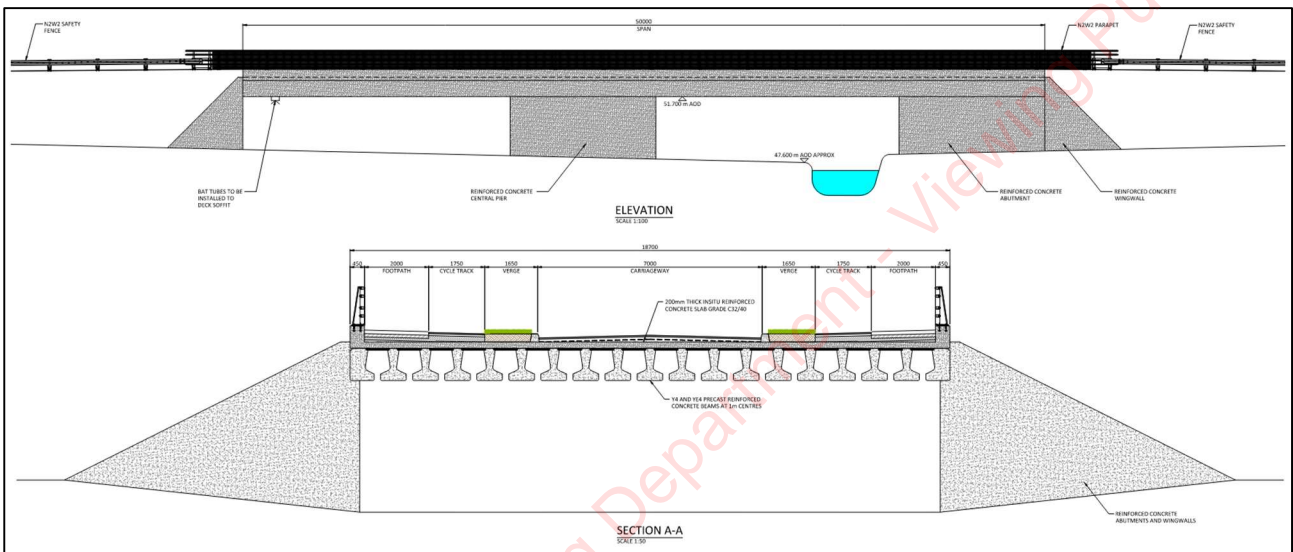 50000
SPAN
N2W2 SAFETY
FENCE
N2W2 PARAPET
N2W2 SAFETY
FENCE
51.700 m AOD
47.600 m AOD APPROX
BAT TUBES TO BE
INSTALLED TO
DECK SOFFIT
REINFORCED CONCRETE
CENTRAL PIER
REINFORCED CONCRETE
ABUTMENT
REINFORCED CONCRETE
WINGWALL
ELEVATION
SCALE 1:100
18700
450 2000 1750 1650 7000 1650 1750 2000 450
FOOTPATH CYCLE TRACK VERGE CARRIAGEWAY VERGE CYCLE TRACK FOOTPATH
200mm THICK INSITU REINFORCED
CONCRETE SLAB GRADE C32/40
Y4 AND YE4 PRECAST REINFORCED
CONCRETE BEAMS AT 1m CENTRES
REINFORCED CONCRETE
ABUTMENTS AND WINGWALLS
SECTION A-A
SCALE 1:50
Department - Viewing Pu